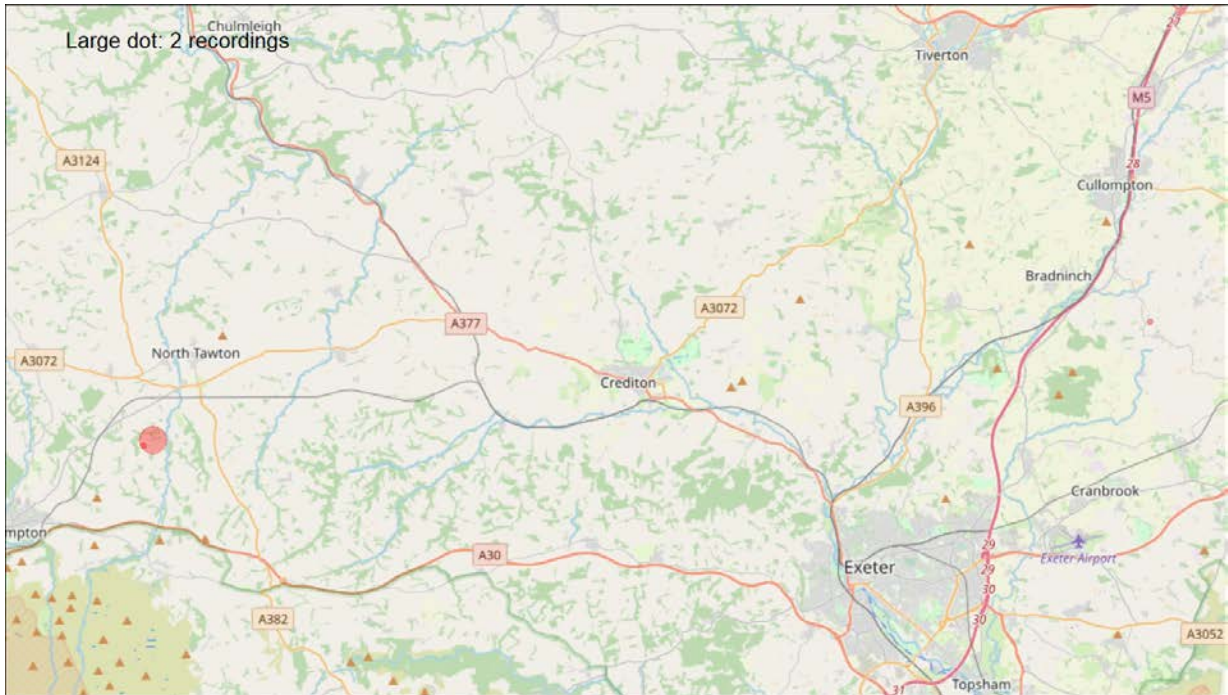 Chulmleigh
Large dot: 2 recordings
23
Tiverton
M5
A3124
28
Cullompton
Bradninch
A3072
A377
North Tawton
A3072
Crediton
A396
Cranbrook
mpton
29
A30
Exeter Airport
Exeter
29
30
A382
30
A3052
Topsham
31